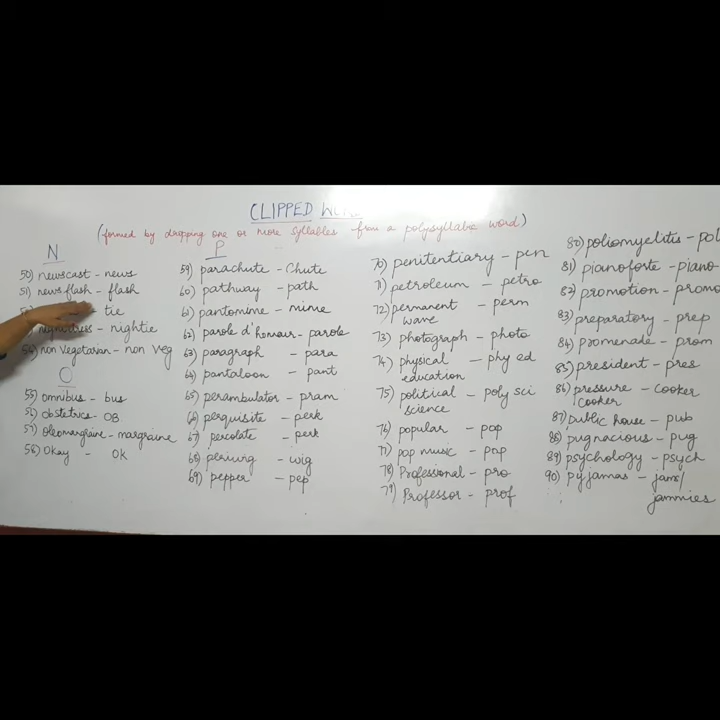 CLIPPED
(formed by dropping one or more syllables from a polysyllabic word)
N
50) newscast - news
51) newsflash - flash
tie
nightdress - nightie
54) non vegetarian - non veg
O
55) omnibus - bus
56) obstetrics - OB
57) oleomargraine - margraine
58) Okay - Ok
P
59) parachute - Chute
60) pathway - path
61) pantomime - mime
62) parole d'honour - parole
63) paragraph - para
64) pantaloon - pant
65) perambulator - pram
66) perquisite - perk
67) percolate - perk
68) periwig - wig
69) pepper - pep
70) penitentiary - pen
71) petroleum - petro
72) permanent - perm
wave
73) photograph - photo
74) physical - phy ed
education
75) political - poly sci
science
76) popular - pop
77) pop music - pop
78) Professional - pro
79) Professor - prof
80) poliomyelitis - pol
81) pianoforte - piano
82) promotion - promo
83) preparatory - prep
84) promenade - prom
85) president - pres
86) pressure - cooker
cooker
87) public house - pub
88) pugnacious - pug
89) psychology - psych
90) pyjamas - jams/
jammies